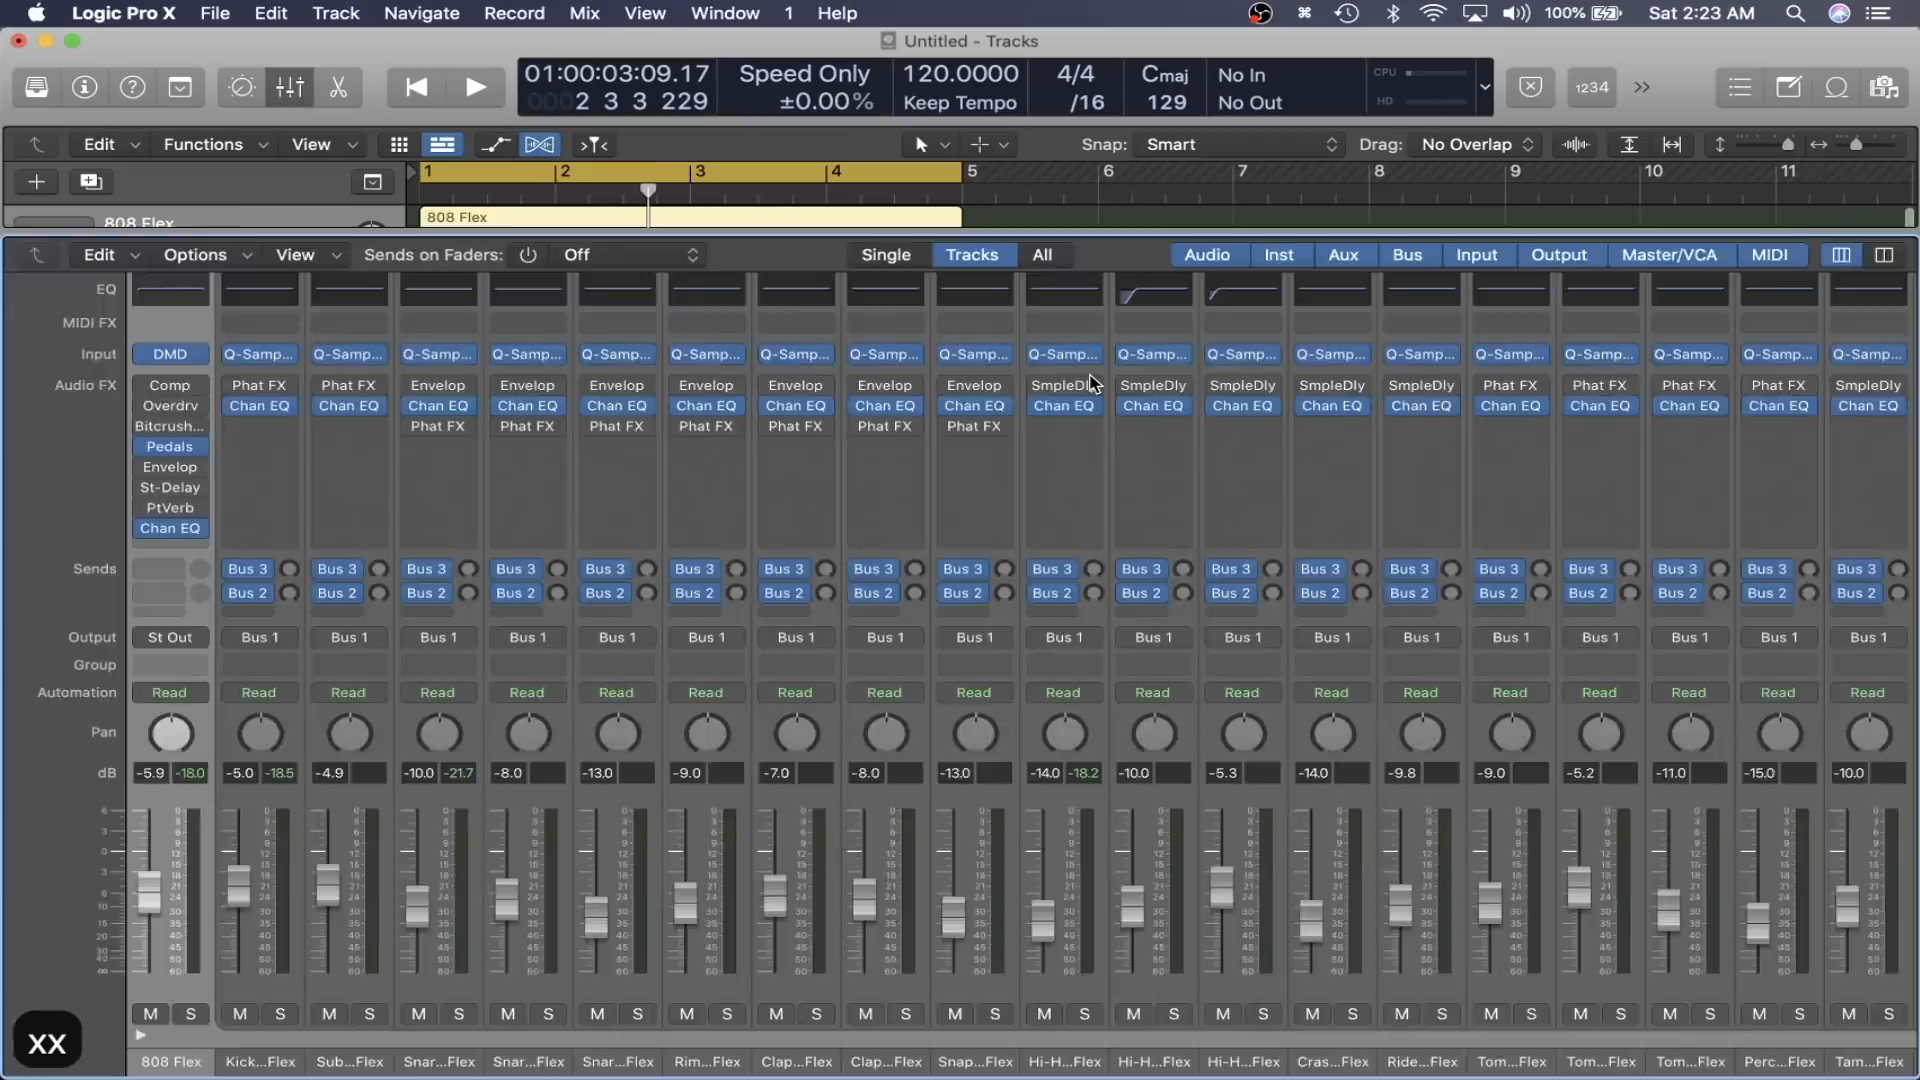 Logic Pro X File Edit Track Navigate Record Mix View Window 1 Help 100% Sat 2:23 AM
Untitled - Tracks
01:00:03:09.17 Speed Only 120.0000 4/4 Cmaj No In CPU
0002 3 3 229 ±0.00% Keep Tempo /16 129 No Out HD
1234
Edit Functions View Snap: Smart Drag: No Overlap
1 2 3 4 5 6 7 8 9 10 11
808 Flex 808 Flex
Edit Options View Sends on Faders: Off Single Tracks All Audio Inst Aux Bus Input Output Master/VCA MIDI
EQ
MIDI FX
Input DMD Q-Samp... Q-Samp... Q-Samp... Q-Samp... Q-Samp... Q-Samp... Q-Samp... Q-Samp... Q-Samp... Q-Samp... Q-Samp... Q-Samp... Q-Samp... Q-Samp... Q-Samp... Q-Samp... Q-Samp... Q-Samp... Q-Samp...
Audio FX Comp Phat FX Phat FX Envelop Envelop Envelop Envelop Envelop Envelop Envelop SmpleDly SmpleDly SmpleDly SmpleDly SmpleDly Phat FX Phat FX Phat FX Phat FX SmpleDly
Overdrv Chan EQ Chan EQ Chan EQ Chan EQ Chan EQ Chan EQ Chan EQ Chan EQ Chan EQ Chan EQ Chan EQ Chan EQ Chan EQ Chan EQ Chan EQ Chan EQ Chan EQ Chan EQ Chan EQ
Bitcrush... Phat FX Phat FX Phat FX Phat FX Phat FX Phat FX Phat FX
Pedals
Envelop
St-Delay
PtVerb
Chan EQ
Sends Bus 3 Bus 3 Bus 3 Bus 3 Bus 3 Bus 3 Bus 3 Bus 3 Bus 3 Bus 3 Bus 3 Bus 3 Bus 3 Bus 3 Bus 3 Bus 3 Bus 3 Bus 3 Bus 3
Bus 2 Bus 2 Bus 2 Bus 2 Bus 2 Bus 2 Bus 2 Bus 2 Bus 2 Bus 2 Bus 2 Bus 2 Bus 2 Bus 2 Bus 2 Bus 2 Bus 2 Bus 2 Bus 2
Output St Out Bus 1 Bus 1 Bus 1 Bus 1 Bus 1 Bus 1 Bus 1 Bus 1 Bus 1 Bus 1 Bus 1 Bus 1 Bus 1 Bus 1 Bus 1 Bus 1 Bus 1 Bus 1 Bus 1
Group
Automation Read Read Read Read Read Read Read Read Read Read Read Read Read Read Read Read Read Read Read Read
Pan
dB -5.9 -18.0 -5.0 -18.5 -4.9 -10.0 -21.7 -8.0 -13.0 -9.0 -7.0 -8.0 -13.0 -14.0 -18.2 -10.0 -5.3 -14.0 -9.8 -9.0 -5.2 -11.0 -15.0 -10.0
M S M S M S M S M S M S M S M S M S M S M S M S M S M S M S M S M S M S M S M S
XX
808 Flex Kick...Flex Sub...Flex Snar...Flex Snar...Flex Snar...Flex Rim...Flex Clap...Flex Clap...Flex Snap...Flex Hi-H...Flex Hi-H...Flex Hi-H...Flex Cras...Flex Ride...Flex Tom...Flex Tom...Flex Tom...Flex Perc...Flex Tam...Flex